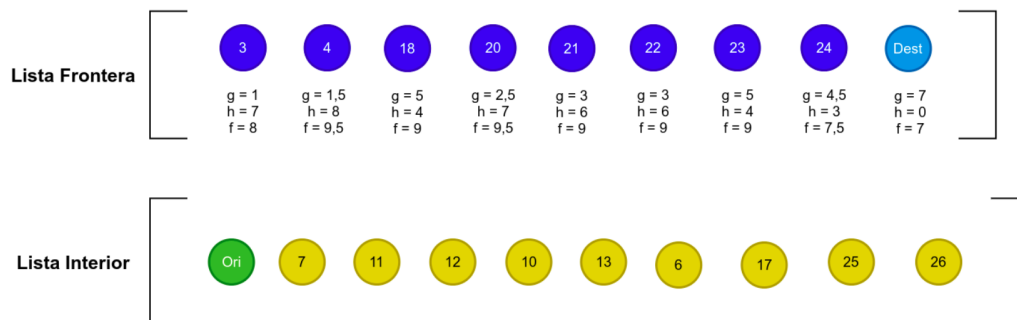 3 4 18 20 21 22 23 24 Dest
Lista Frontera
g = 1 g = 1,5 g = 5 g = 2,5 g = 3 g = 3 g = 5 g = 4,5 g = 7
h = 7 h = 8 h = 4 h = 7 h = 6 h = 6 h = 4 h = 3 h = 0
f = 8 f = 9,5 f = 9 f = 9,5 f = 9 f = 9 f = 9 f = 7,5 f = 7
Lista Interior
Ori 7 11 12 10 13 6 17 25 26